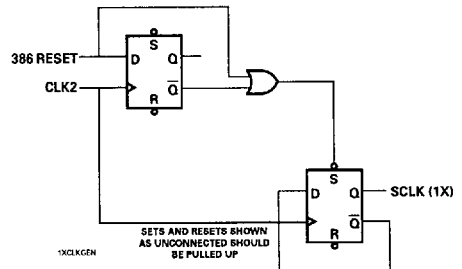 S
386 RESET
D Q
CLK2
R Q
S
D Q SCLK (1X)
R Q
SETS AND RESETS SHOWN
AS UNCONNECTED SHOULD
BE PULLED UP
1XCLKGEN